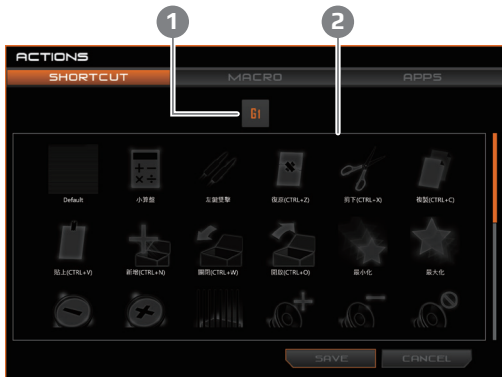 1 2
ACTIONS
SHORTCUT MACRO APPS
G1
Default 小算盤 左鍵雙擊 復原(CTRL+Z) 剪下(CTRL+X) 複製(CTRL+C)
貼上(CTRL+V) 新增(CTRL+N) 關閉(CTRL+W) 開啟(CTRL+O) 最小化 最大化
SAVE CANCEL